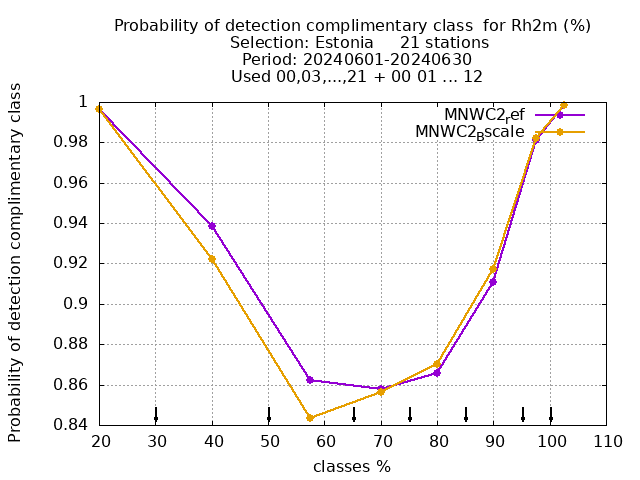 Probability of detection complimentary class  for Rh2m (%)
Selection: Estonia     21 stations
Period: 20240601-20240630
Used 00,03,...,21 + 00 01 ... 12
Probability of detection complimentary class
1
0.98
0.96
0.94
0.92
0.9
0.88
0.86
0.84
MNWC2ref
MNWC2Bscale
20 30 40 50 60 70 80 90 100 110
classes %